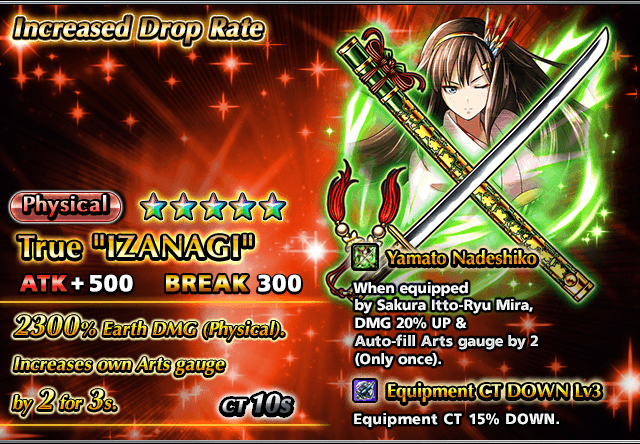 Increased Drop Rate
Physical
True "IZANAGI"
ATK+500 BREAK 300
2300% Earth DMG (Physical).
Increases own Arts gauge
by 2 for 3s.
CT 10s
Yamato Nadeshiko
When equipped
by Sakura Itto-Ryu Mira,
DMG 20% UP &
Auto-fill Arts gauge by 2
(Only once).
Equipment CT DOWN Lv3
Equipment CT 15% DOWN.